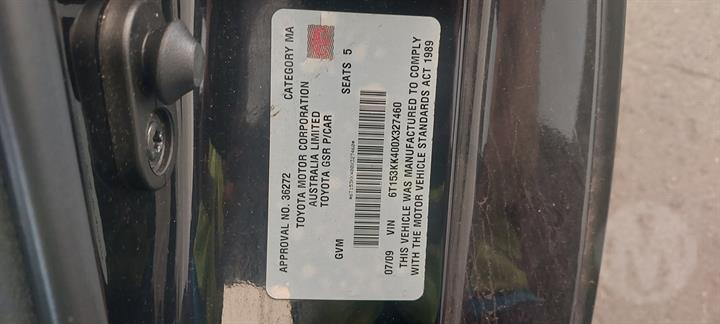 APPROVAL NO. 36272 CATEGORY MA
TOYOTA MOTOR CORPORATION
AUSTRALIA LIMITED
TOYOTA GSR P/CAR
SEATS 5
GVM
*6T153KK400X327460*
07/09 VIN 6T153KK400X327460
THIS VEHICLE WAS MANUFACTURED TO COMPLY
WITH THE MOTOR VEHICLE STANDARDS ACT 1989